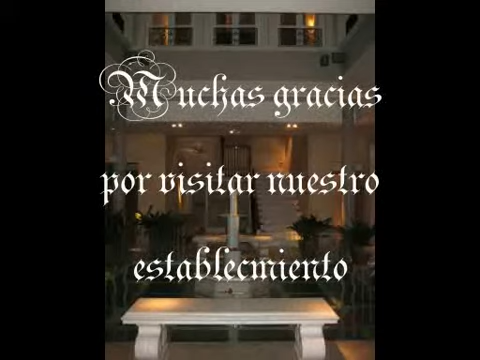 Muchas gracias
por visitar nuestro
establecmiento